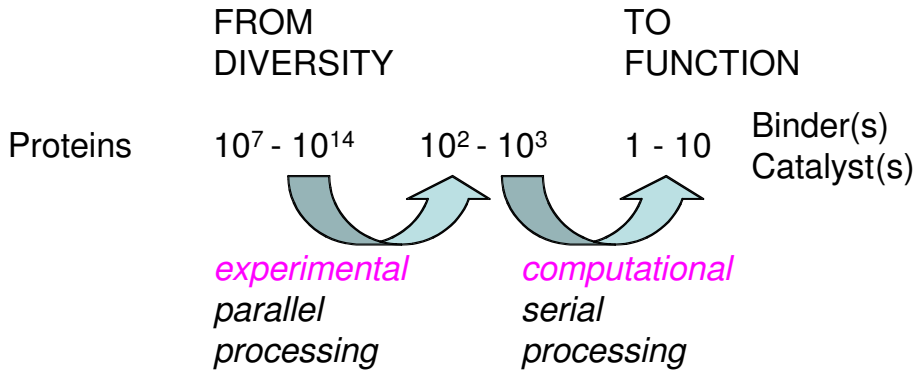 FROM
DIVERSITY
TO
FUNCTION
Proteins
10⁷ - 10¹⁴
10² - 10³
1 - 10
Binder(s)
Catalyst(s)
experimental
parallel
processing
computational
serial
processing